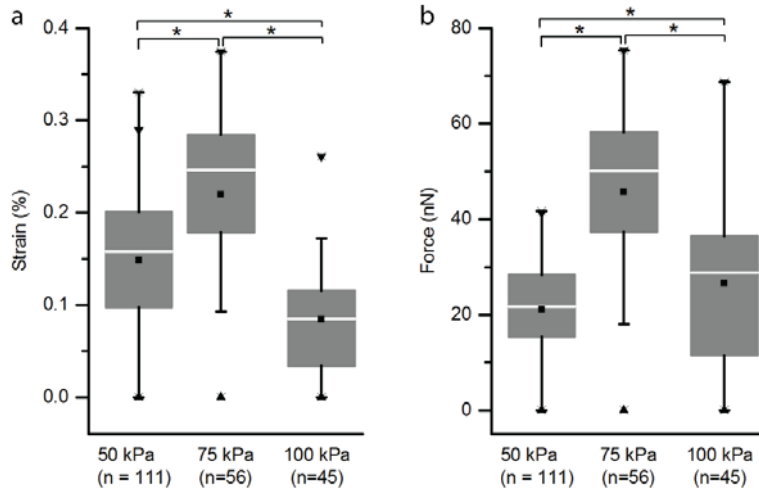 a
*
*
*
0.4
0.3
0.2
0.1
0.0
Strain (%)
50 kPa
75 kPa
100 kPa
(n = 111)
(n=56)
(n=45)
b
*
*
*
80
60
40
20
0
Force (nN)
50 kPa
75 kPa
100 kPa
(n = 111)
(n=56)
(n=45)